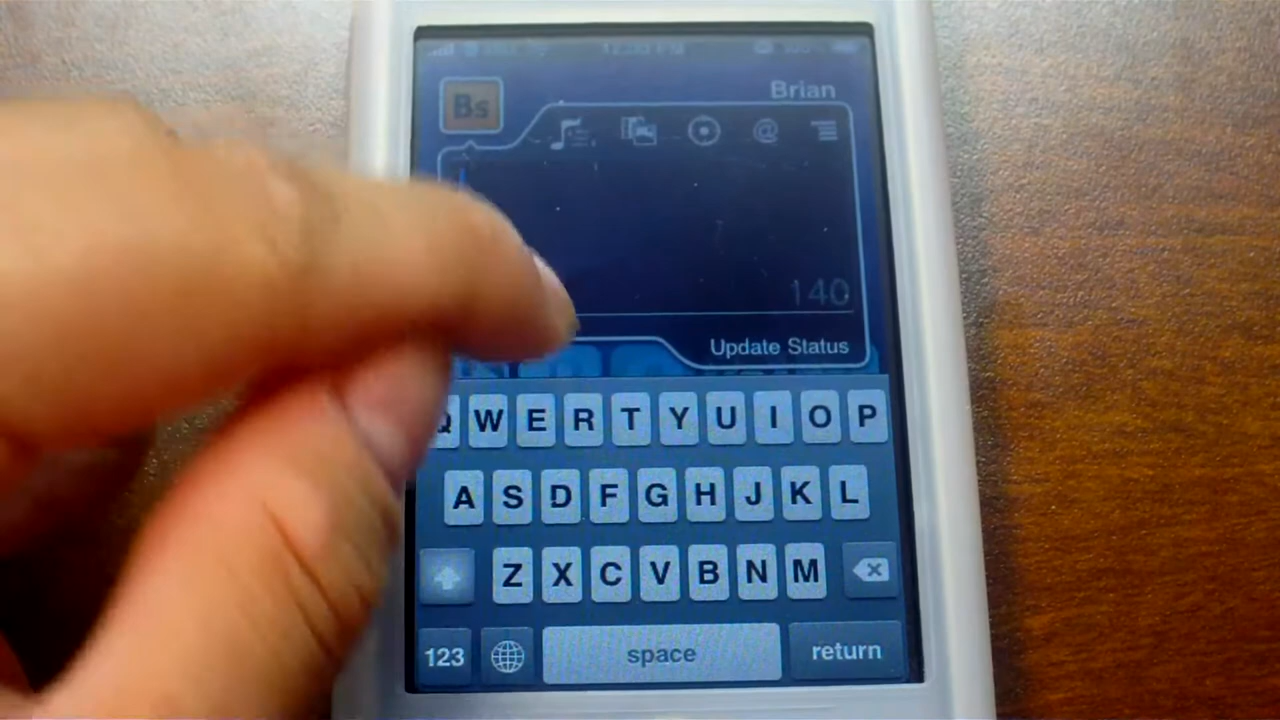 Bs
Brian
@
140
Update Status
Q W E R T Y U I O P
A S D F G H J K L
Z X C V B N M
123 space return